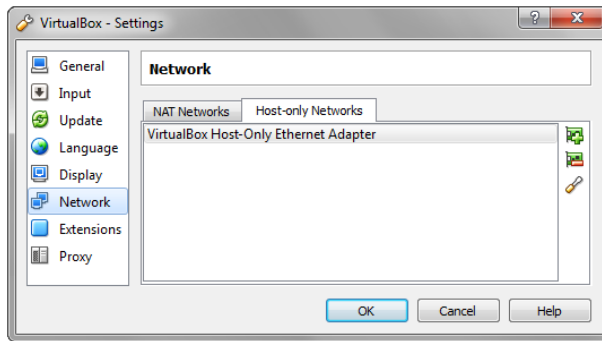 VirtualBox - Settings
General
Input
Update
Language
Display
Network
Extensions
Proxy
Network
NAT Networks Host-only Networks
VirtualBox Host-Only Ethernet Adapter
OK Cancel Help